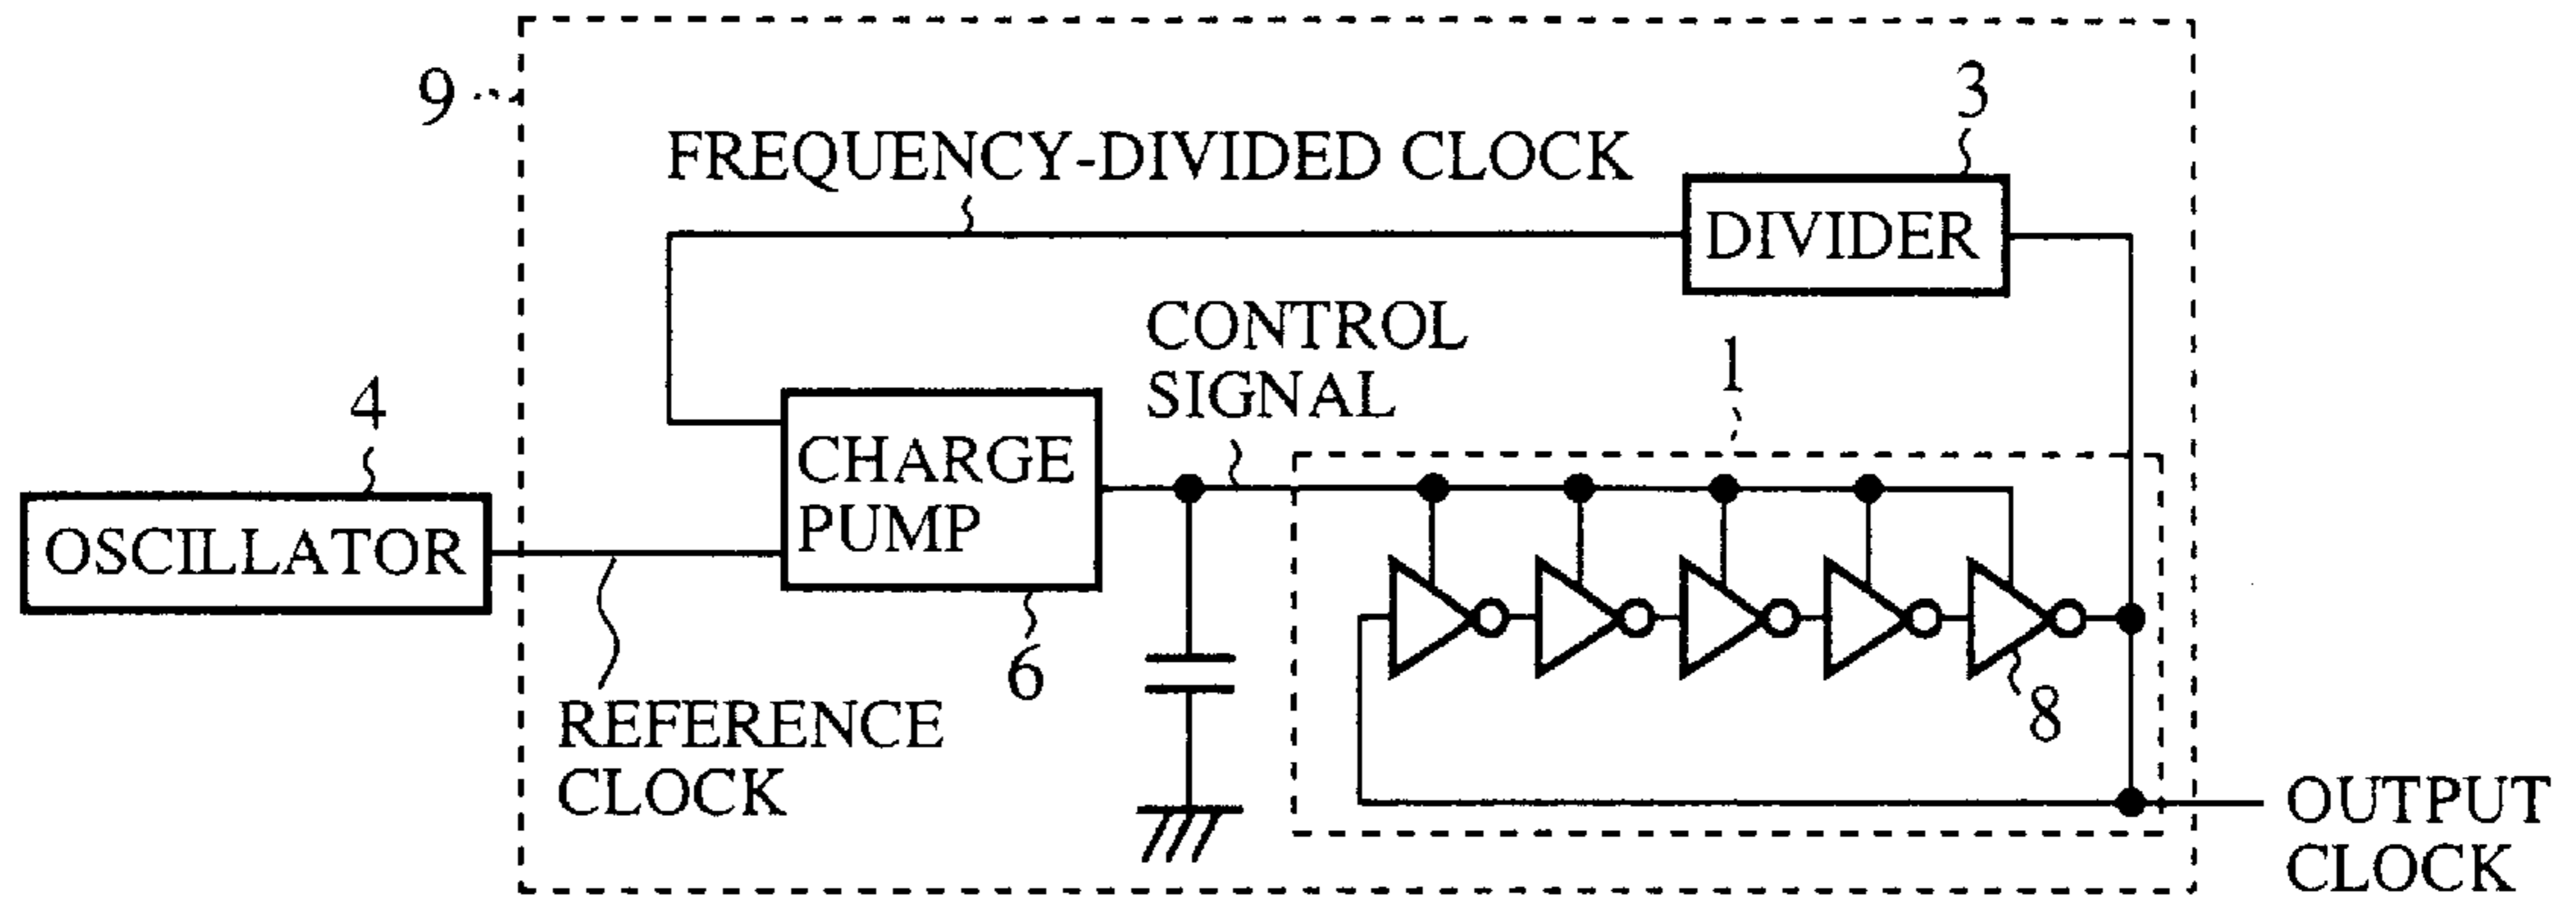 9
3
FREQUENCY-DIVIDED CLOCK
DIVIDER
CONTROL
SIGNAL
1
4
CHARGE
PUMP
OSCILLATOR
6
8
REFERENCE
CLOCK
OUTPUT
CLOCK